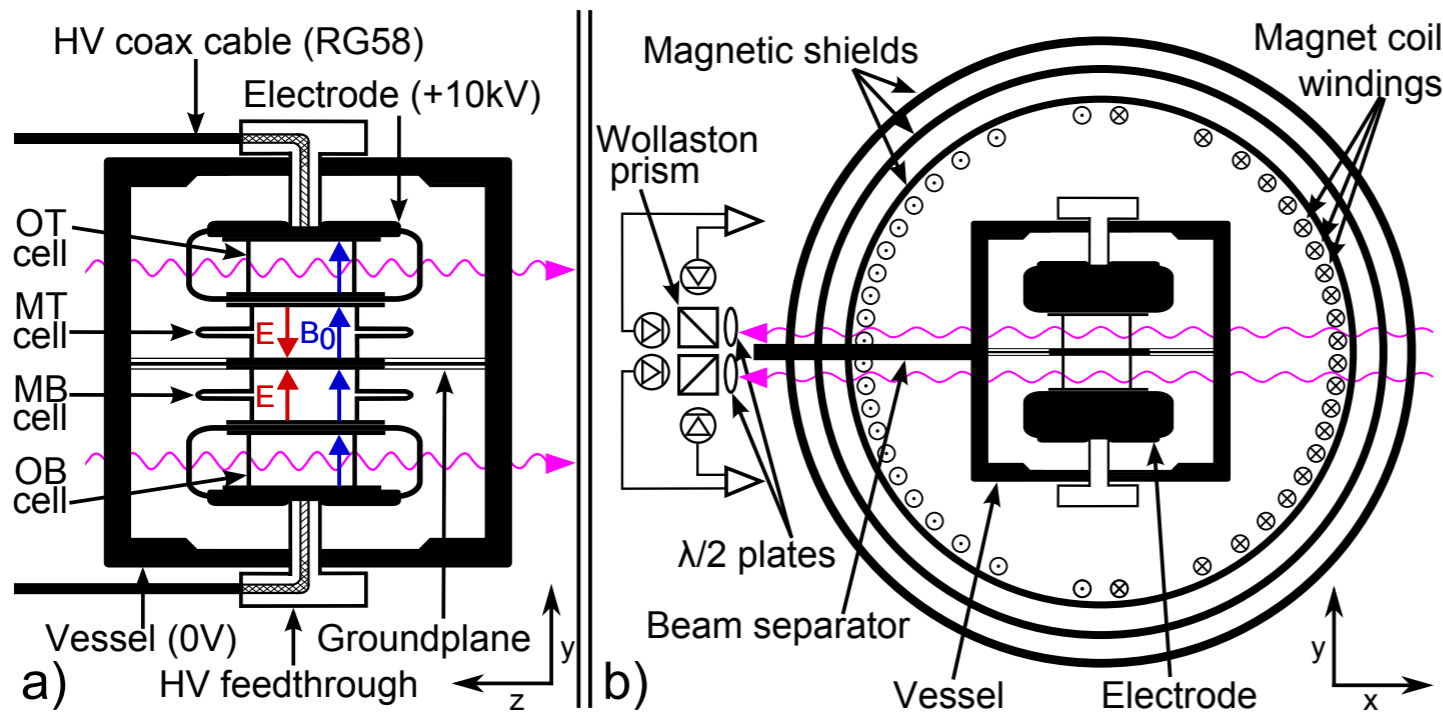 HV coax cable (RG58)
Electrode (+10kV)
OT
cell
MT
cell
MB
cell
OB
cell
E
B0
E
Vessel (0V)
Groundplane
HV feedthrough
a)
y
z
Magnetic shields
Magnet coil
windings
Wollaston
prism
λ/2 plates
Beam separator
Vessel
Electrode
b)
y
x